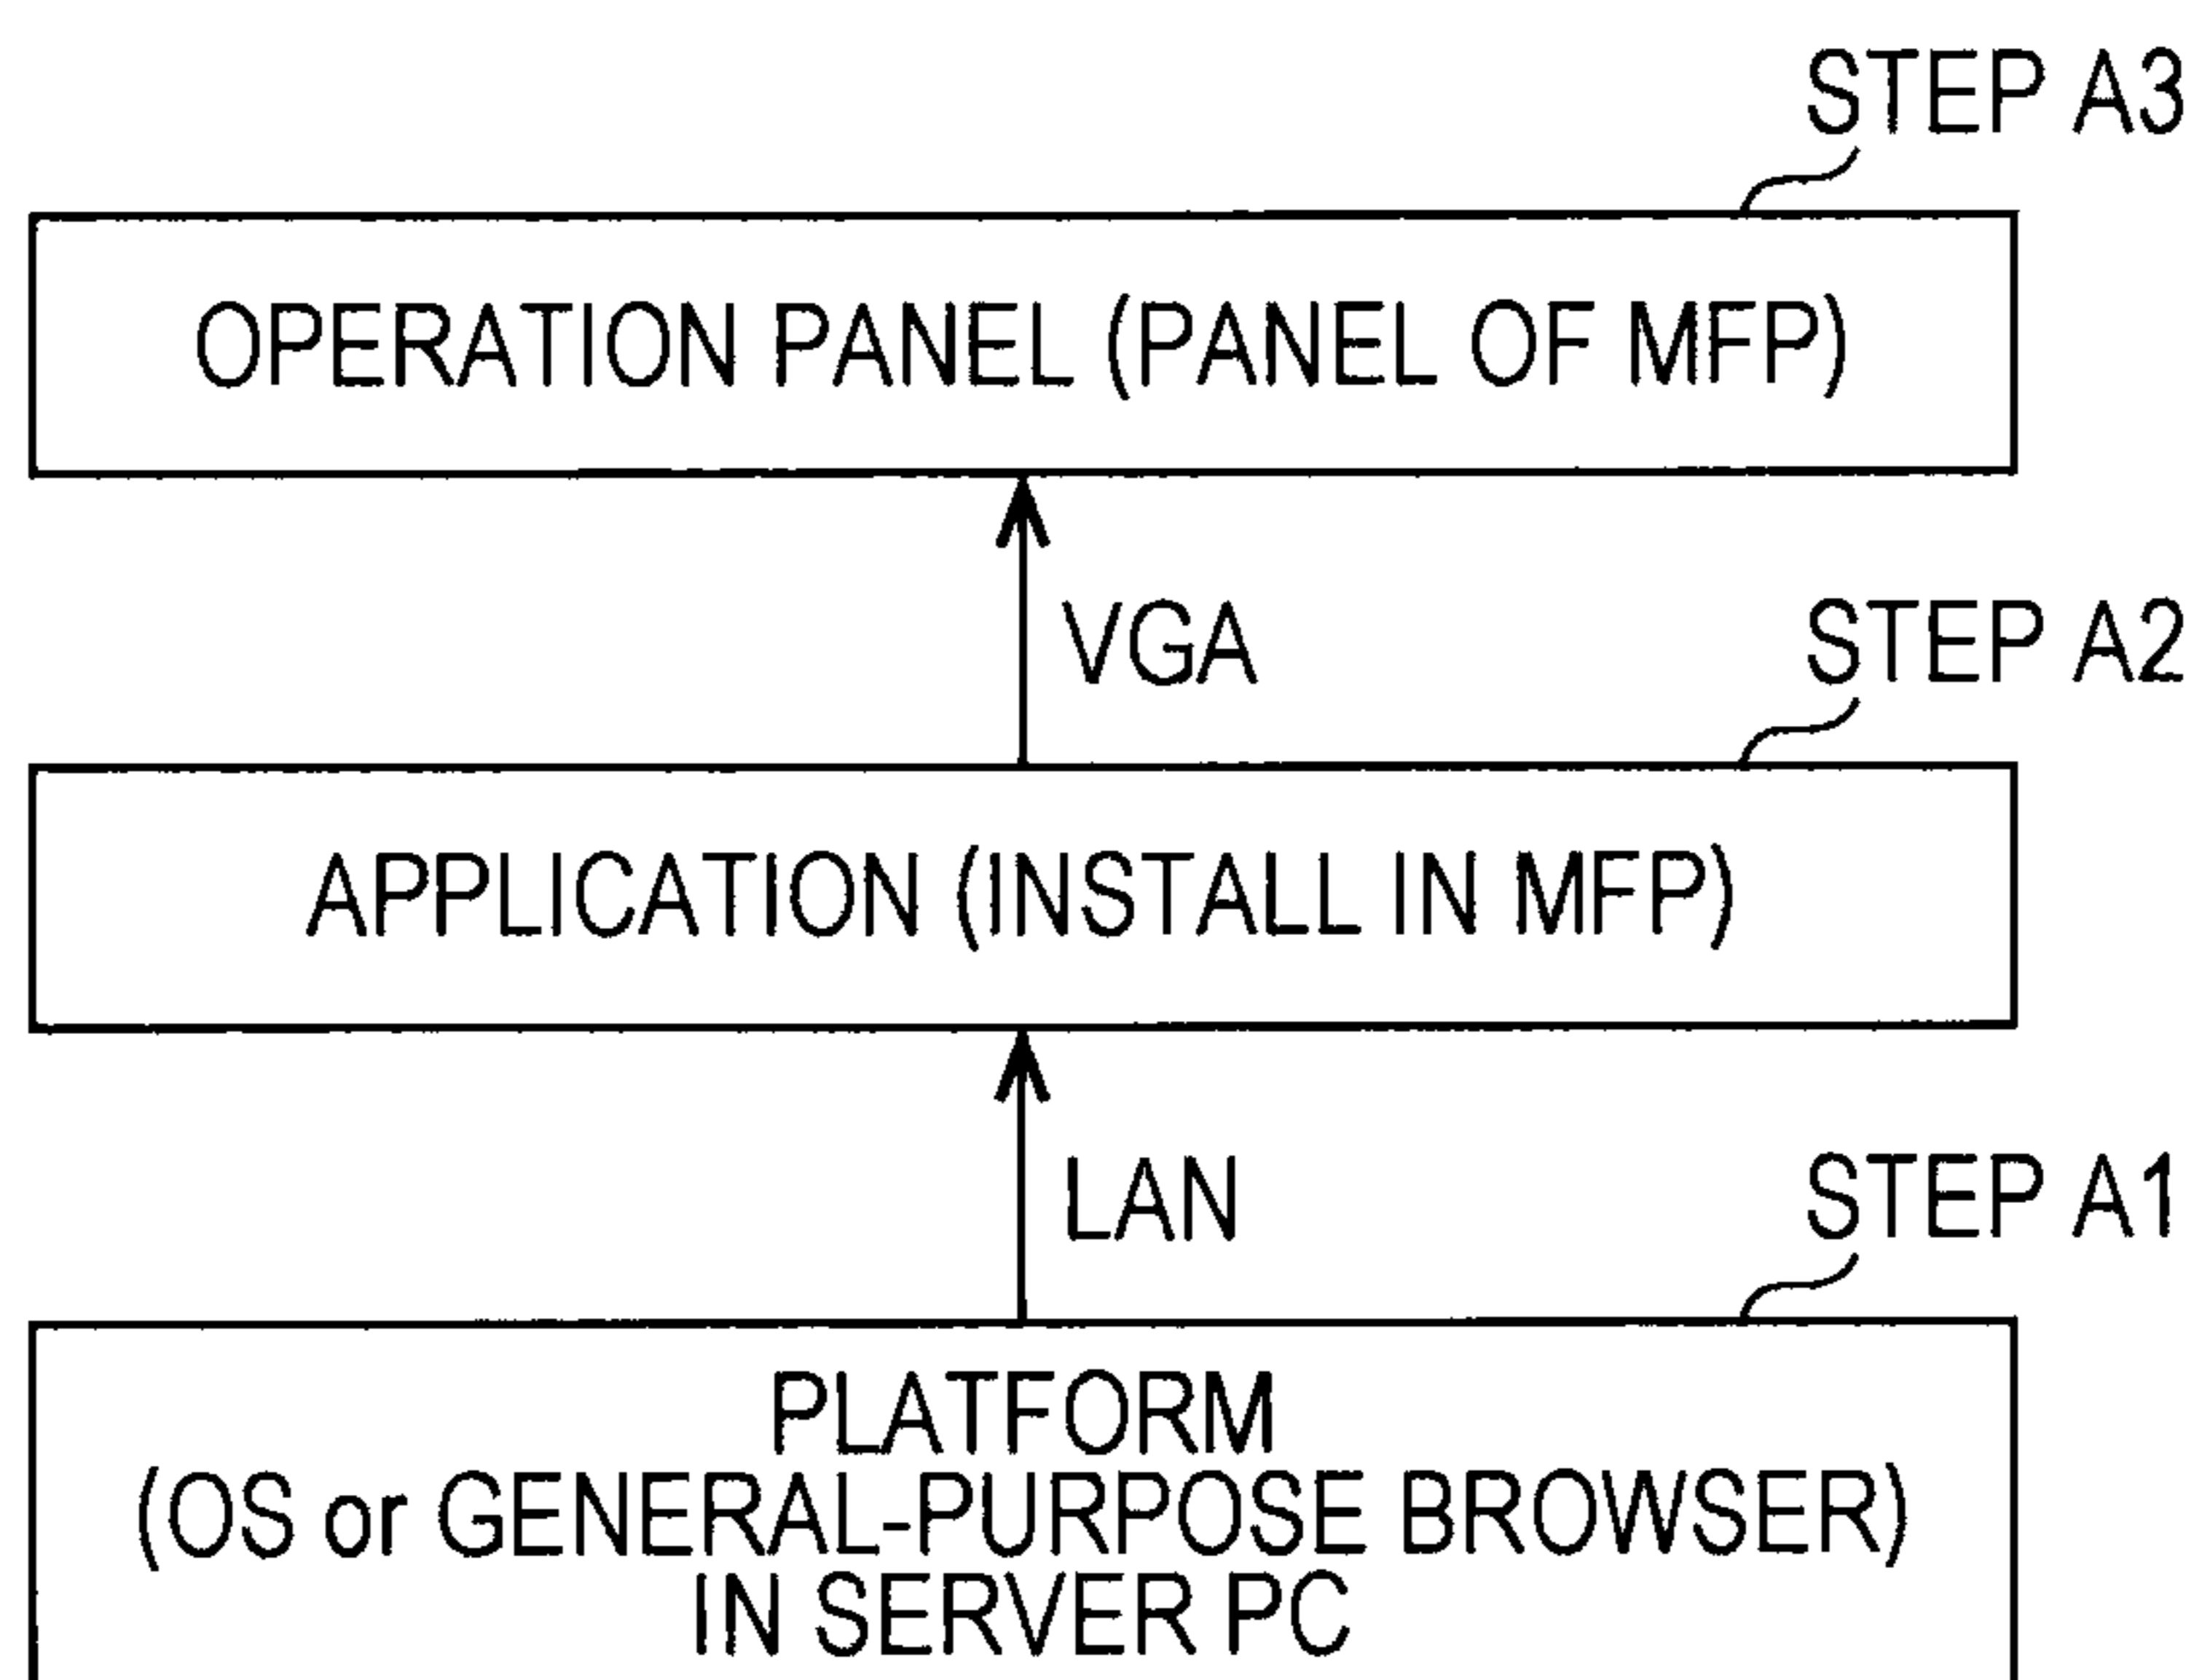 STEP A3
OPERATION PANEL (PANEL OF MFP)
VGA
STEP A2
APPLICATION (INSTALL IN MFP)
LAN
STEP A1
PLATFORM
(OS or GENERAL-PURPOSE BROWSER)
IN SERVER PC